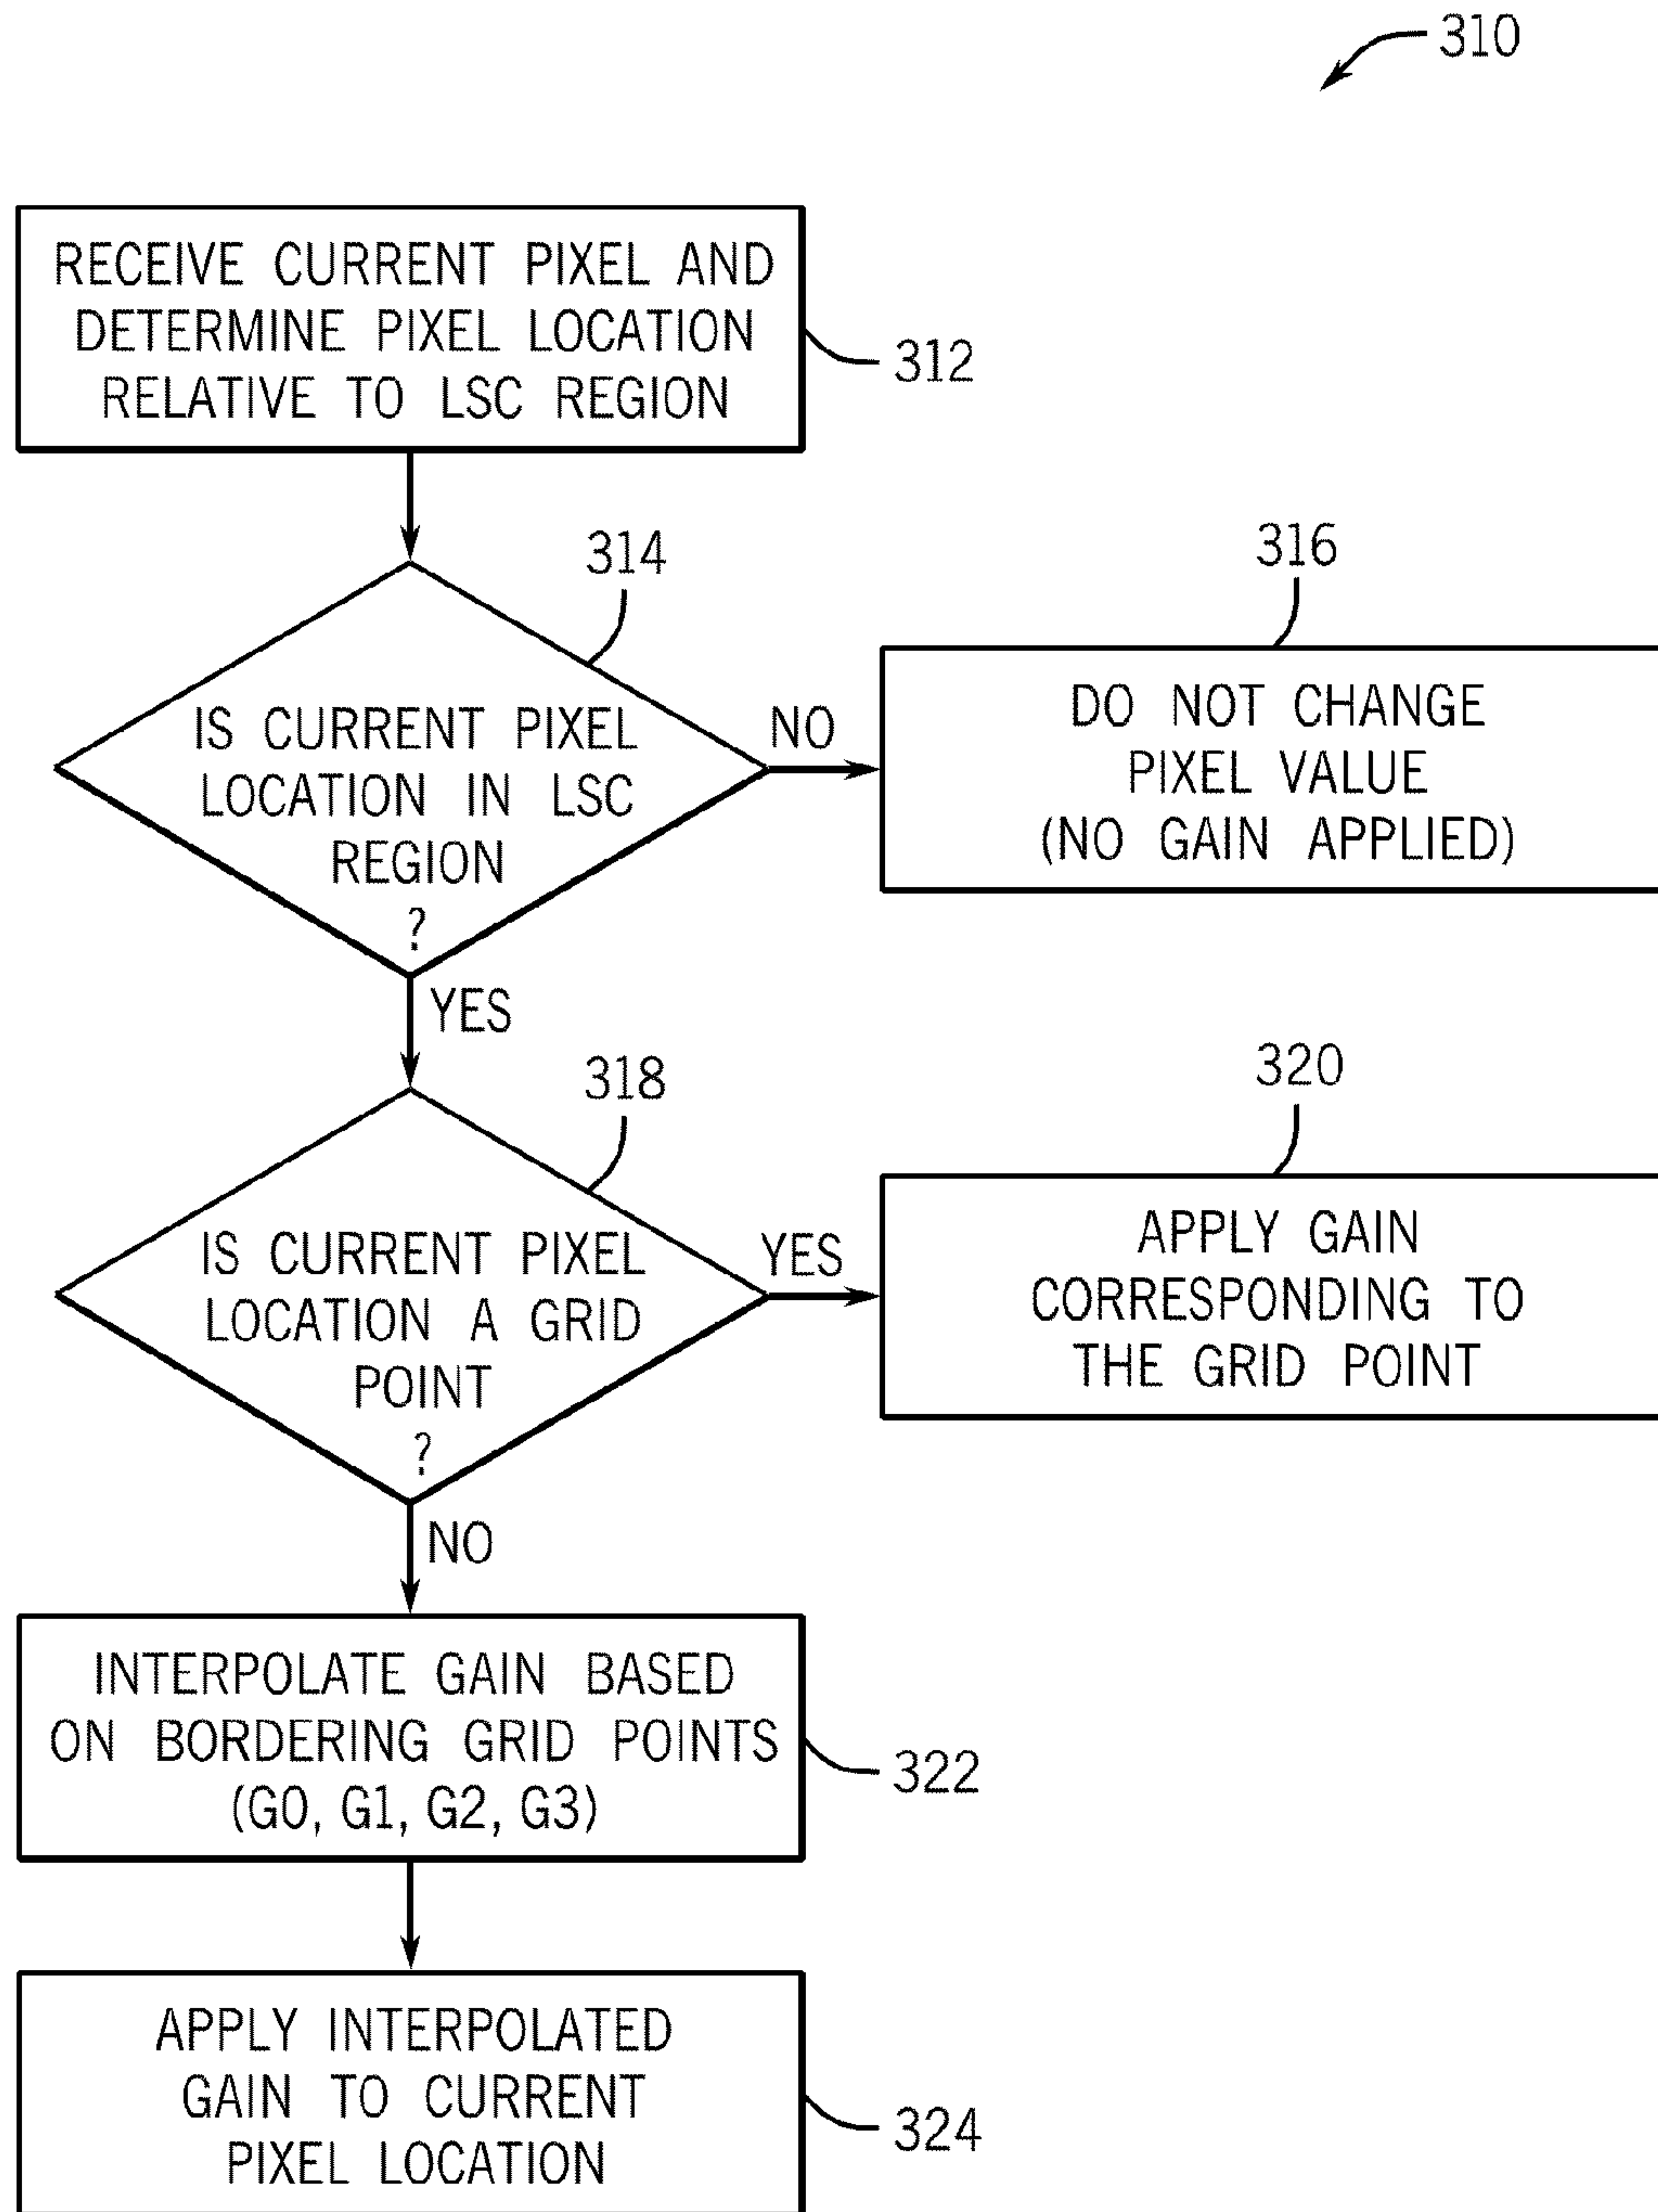 310
RECEIVE CURRENT PIXEL AND
DETERMINE PIXEL LOCATION
RELATIVE TO LSC REGION
312
314
IS CURRENT PIXEL
LOCATION IN LSC
REGION
?
NO
YES
316
DO NOT CHANGE
PIXEL VALUE
(NO GAIN APPLIED)
318
IS CURRENT PIXEL
LOCATION A GRID
POINT
?
YES
NO
320
APPLY GAIN
CORRESPONDING TO
THE GRID POINT
INTERPOLATE GAIN BASED
ON BORDERING GRID POINTS
(G0, G1, G2, G3)
322
APPLY INTERPOLATED
GAIN TO CURRENT
PIXEL LOCATION
324